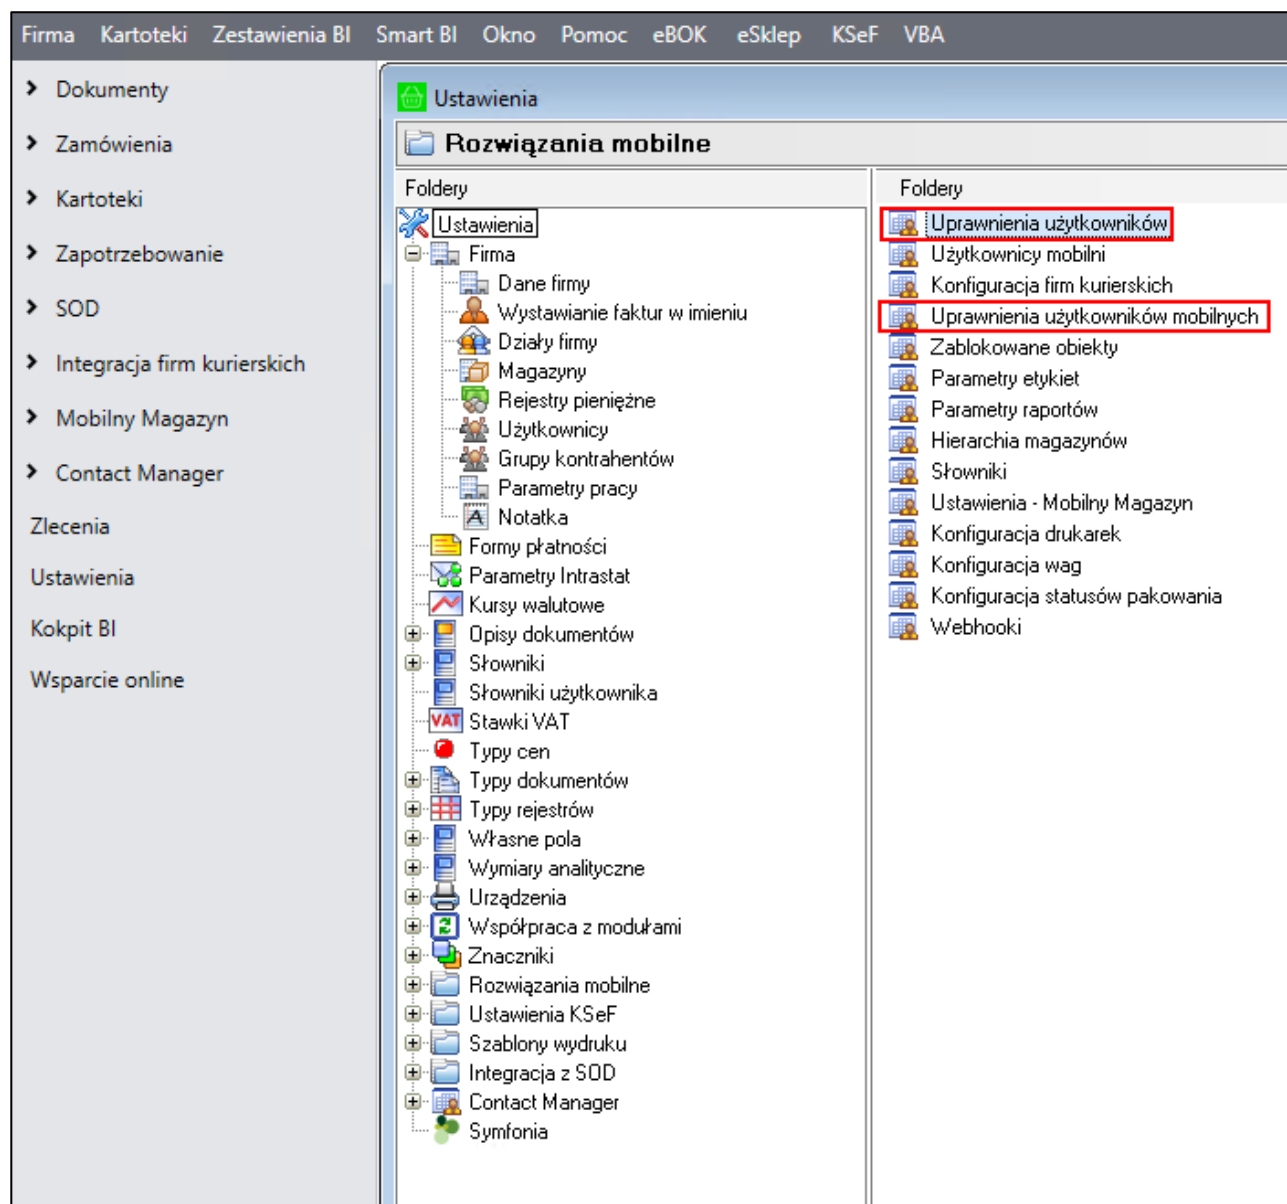 Firma Kartoteki Zestawienia BI Smart BI Okno Pomoc eBOK eSklep KSeF VBA
Dokumenty
Zamówienia
Kartoteki
Zapotrzebowanie
SOD
Integracja firm kurierskich
Mobilny Magazyn
Contact Manager
Zlecenia
Ustawienia
Kokpit BI
Wsparcie online
Ustawienia
Rozwiązania mobilne
Foldery
Ustawienia
Firma
Dane firmy
Wystawianie faktur w imieniu
Działy firmy
Magazyny
Rejestry pieniężne
Użytkownicy
Grupy kontrahentów
Parametry pracy
Notatka
Formy płatności
Parametry Intrastat
Kursy walutowe
Opisy dokumentów
Słowniki
Słowniki użytkownika
VAT Stawki VAT
Typy cen
Typy dokumentów
Typy rejestrów
Własne pola
Wymiary analityczne
Urządzenia
Współpraca z modułami
Znaczniki
Rozwiązania mobilne
Ustawienia KSeF
Szablony wydruku
Integracja z SOD
Contact Manager
Symfonia
Foldery
Uprawnienia użytkowników
Użytkownicy mobilni
Konfiguracja firm kurierskich
Uprawnienia użytkowników mobilnych
Zablokowane obiekty
Parametry etykiet
Parametry raportów
Hierarchia magazynów
Słowniki
Ustawienia - Mobilny Magazyn
Konfiguracja drukarek
Konfiguracja wag
Konfiguracja statusów pakowania
Webhooki